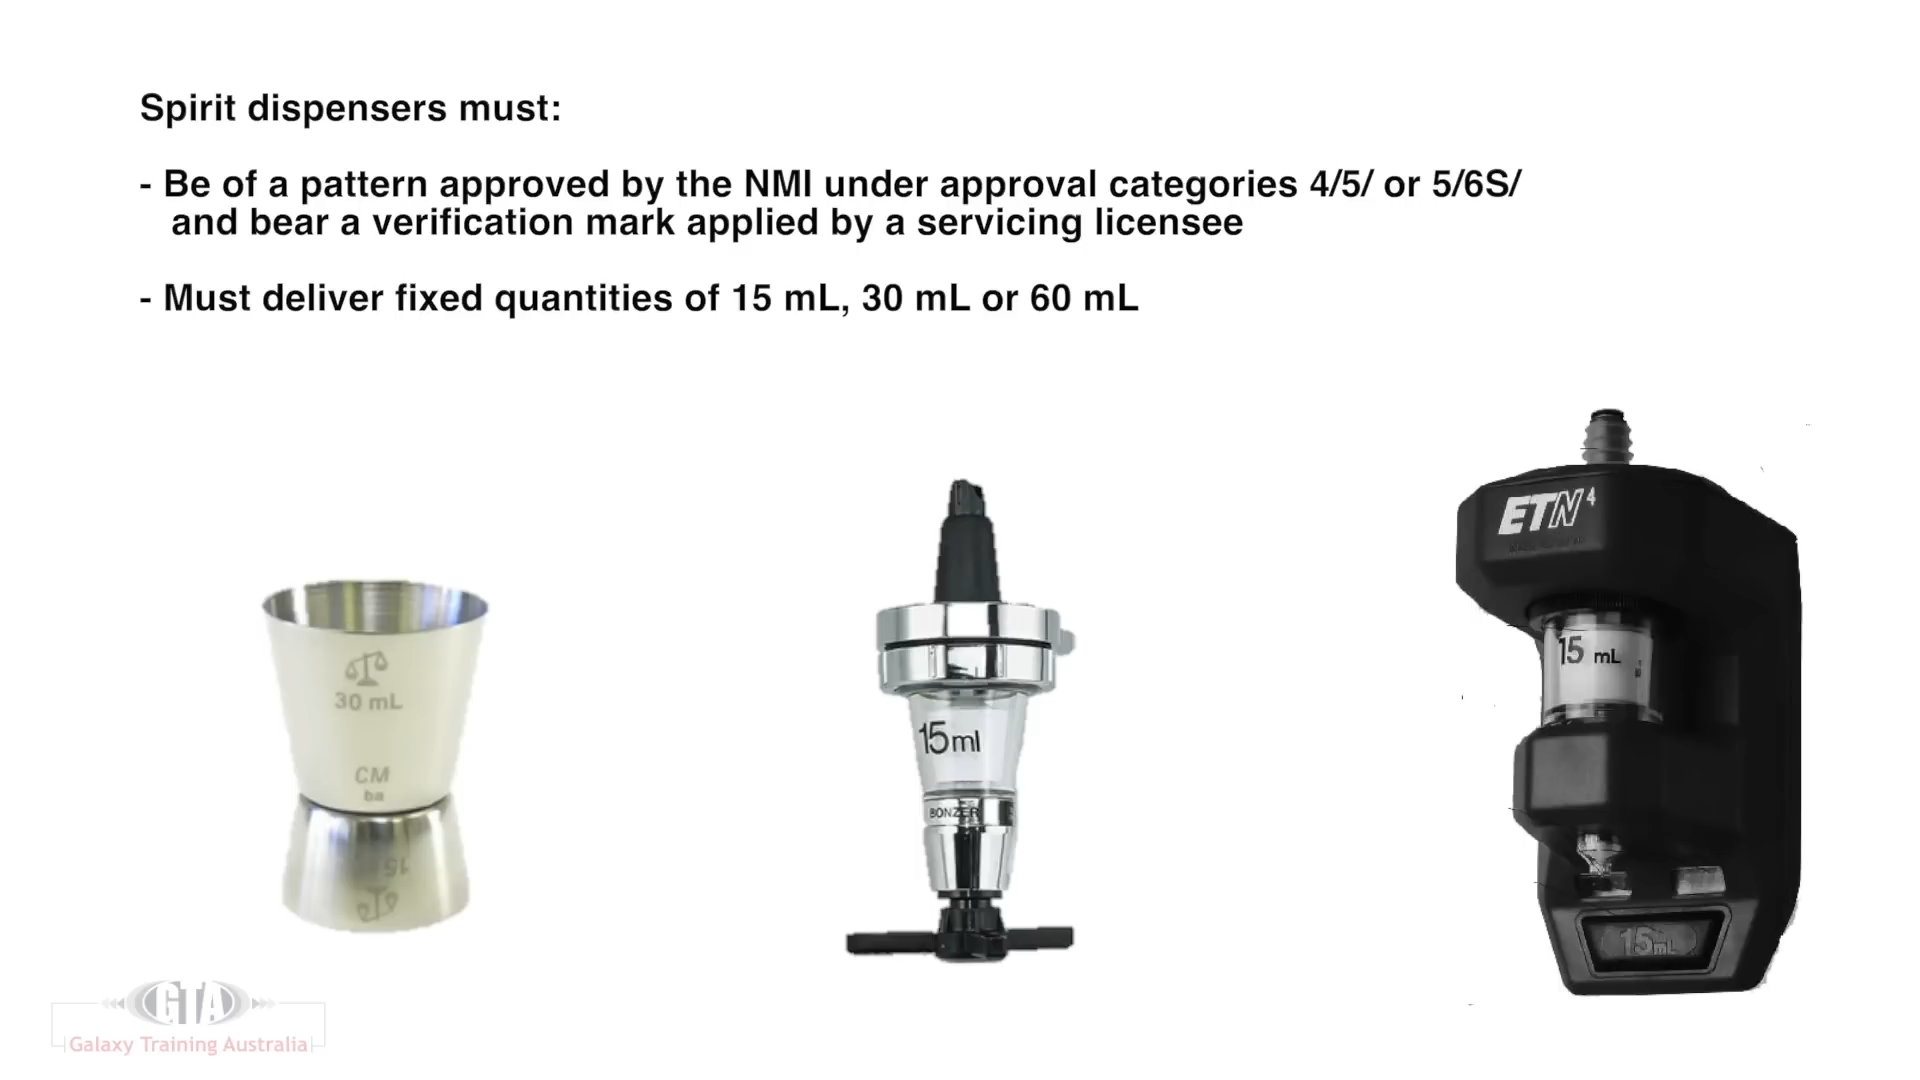 Spirit dispensers must:
- Be of a pattern approved by the NMI under approval categories 4/5/ or 5/6S/
and bear a verification mark applied by a servicing licensee
- Must deliver fixed quantities of 15 mL, 30 mL or 60 mL
ETN4
15 mL
30 mL
15ml
CM
ba
BONZER
15
15mL
GTA
Galaxy Training Australia